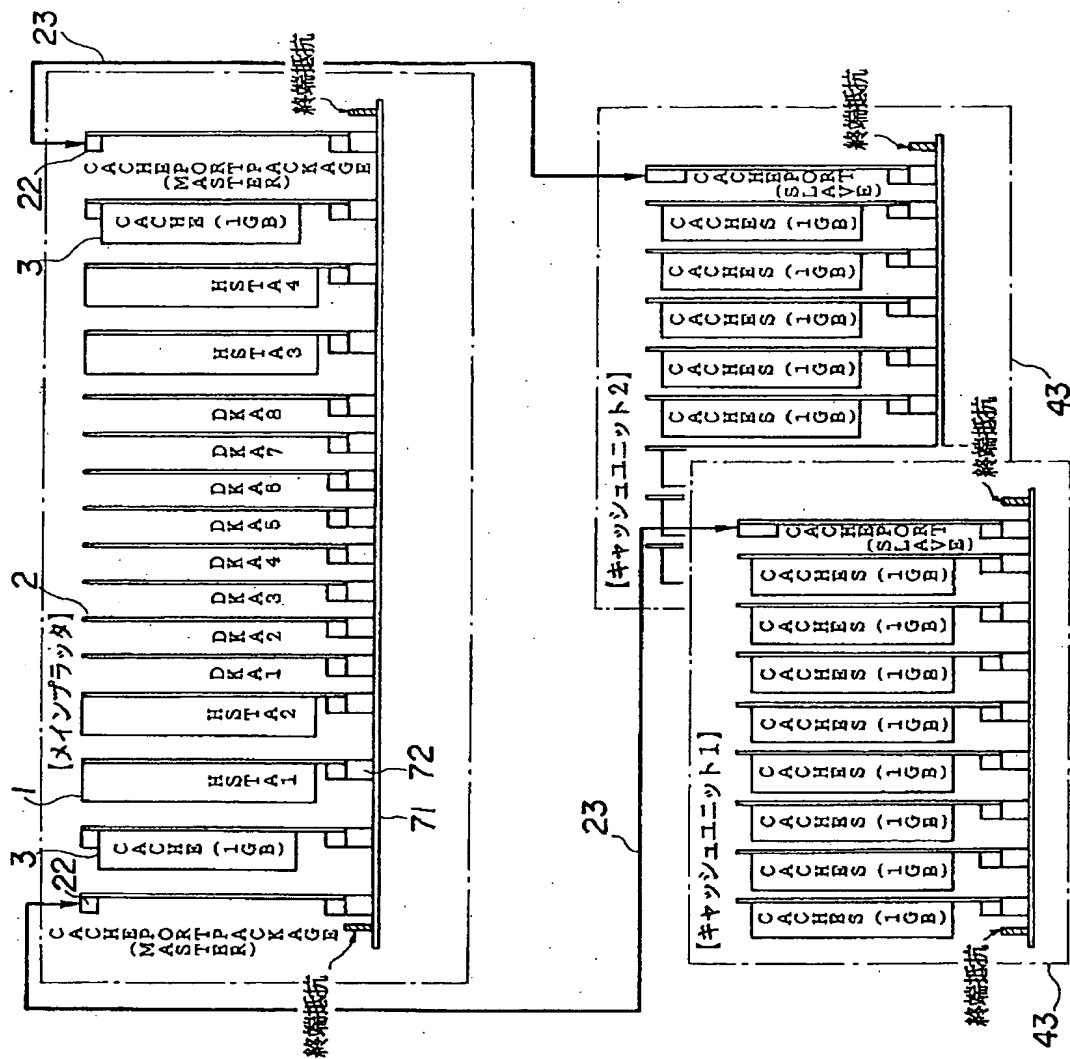 【メインプラッタ】
CACHE PORT PACKAGE
(MASTER)
22
3
CACHE (1GB)
1
HSTA1
HSTA2
DKA1
2
DKA2
DKA3
DKA4
DKA5
DKA6
DKA7
DKA8
HSTA3
HSTA4
3
CACHE (1GB)
22
CACHE PORT PACKAGE
(MASTER)
23
終端抵抗
終端抵抗
71
72
23
【キャッシュユニット2】
CACHES (1GB)
CACHES (1GB)
CACHES (1GB)
CACHES (1GB)
CACHES (1GB)
CACHE PORT
(SLAVE)
終端抵抗
43
【キャッシュユニット1】
CACHES (1GB)
CACHES (1GB)
CACHES (1GB)
CACHES (1GB)
CACHES (1GB)
CACHES (1GB)
CACHES (1GB)
CACHES (1GB)
CACHE PORT
(SLAVE)
終端抵抗
終端抵抗
43